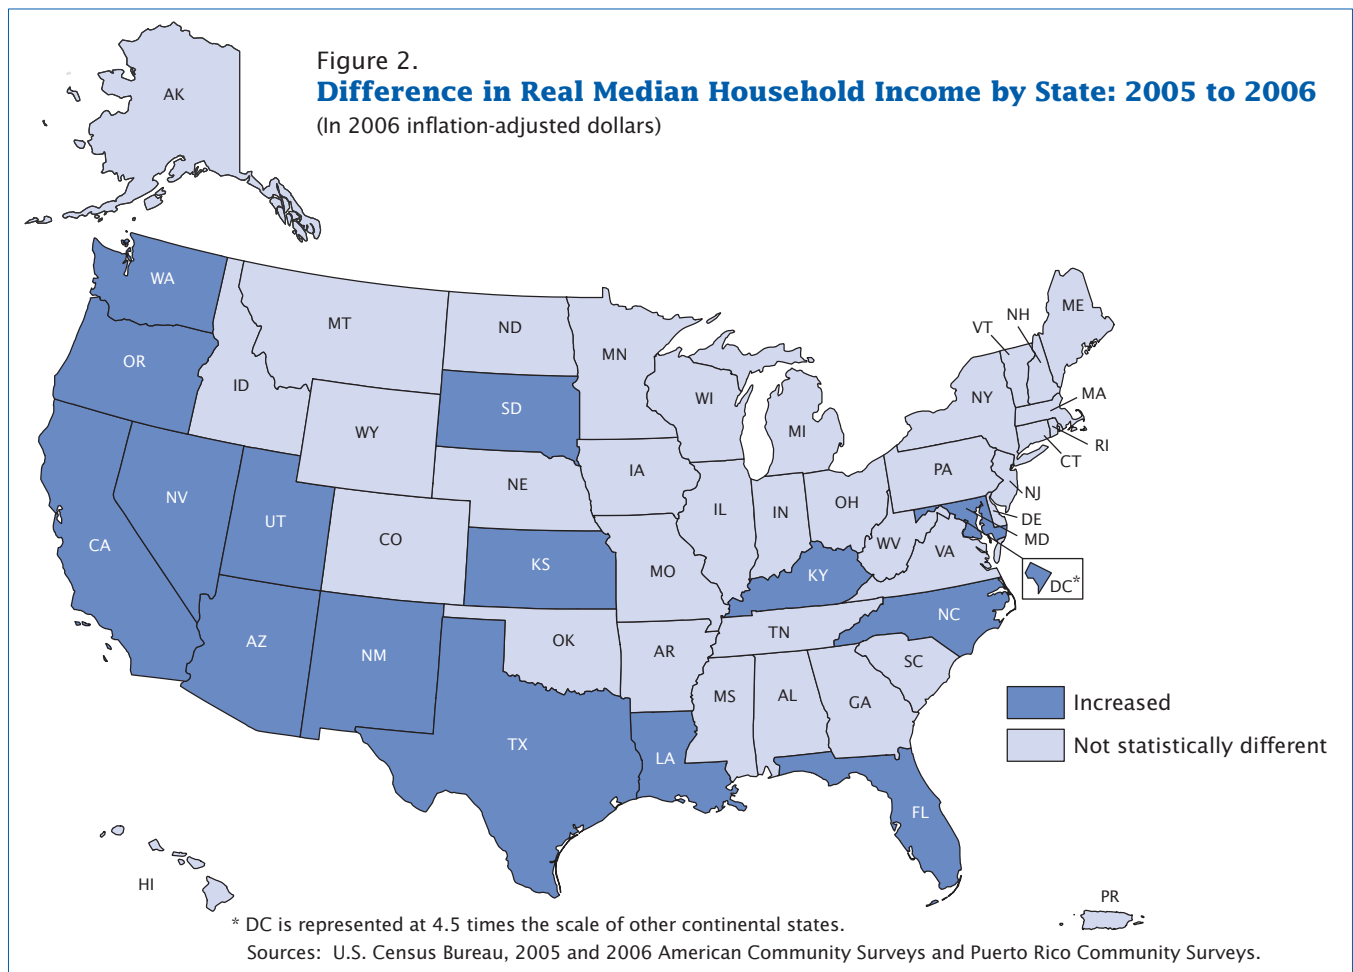 Figure 2.
Difference in Real Median Household Income by State: 2005 to 2006
(In 2006 inflation-adjusted dollars)
AK
WA
OR
CA
NV
ID
MT
WY
UT
AZ
CO
NM
ND
SD
NE
KS
OK
TX
MN
IA
MO
AR
LA
WI
IL
MI
IN
OH
KY
TN
MS
AL
GA
FL
SC
NC
VA
WV
PA
NY
VT
NH
ME
MA
RI
CT
NJ
DE
MD
DC*
HI
PR
Increased
Not statistically different
* DC is represented at 4.5 times the scale of other continental states.
Sources: U.S. Census Bureau, 2005 and 2006 American Community Surveys and Puerto Rico Community Surveys.